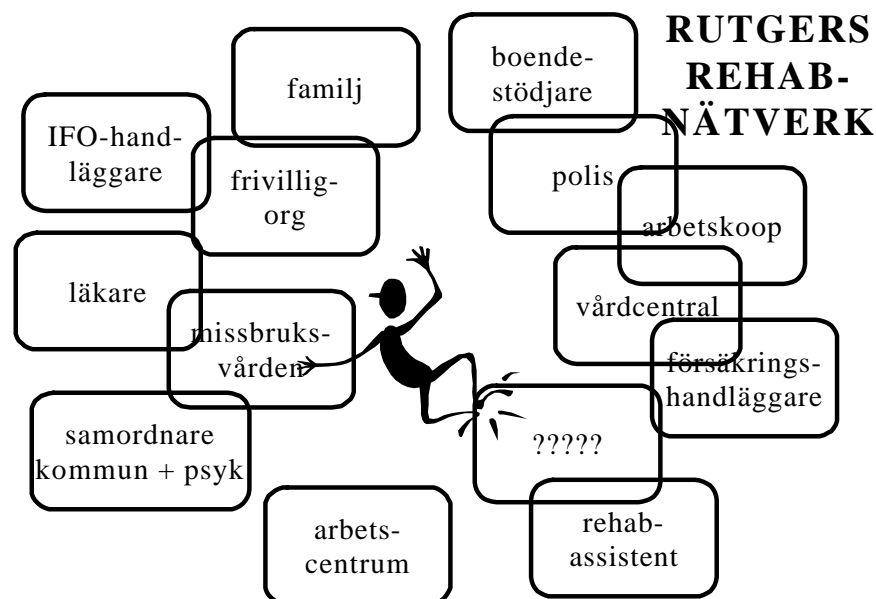 RUTGERS
REHAB-
NÄTVERK
familj
boende-
stödjare
IFO-hand-
läggare
frivillig-
org
polis
arbetskoop
läkare
vårdcentral
missbruks-
vården
försäkrings-
handläggare
samordnare
kommun + psyk
?????
arbets-
centrum
rehab-
assistent